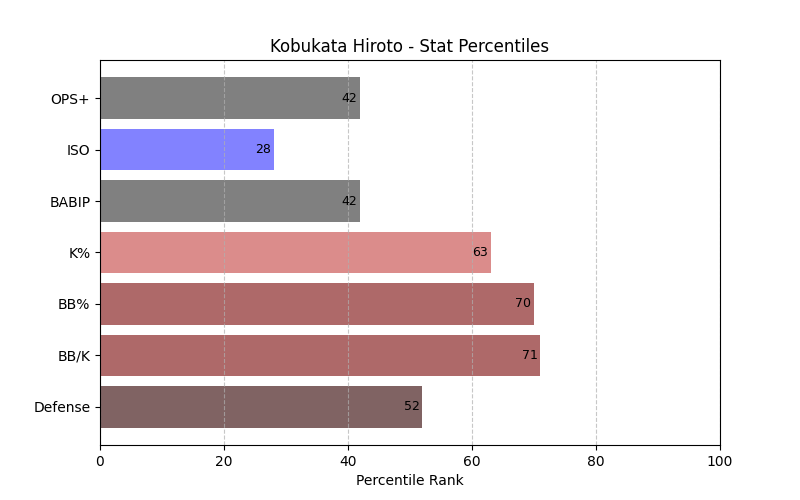 Kobukata Hiroto - Stat Percentiles
OPS+ 42
ISO 28
BABIP 42
K% 63
BB% 70
BB/K 71
Defense 52
0 20 40 60 80 100
Percentile Rank